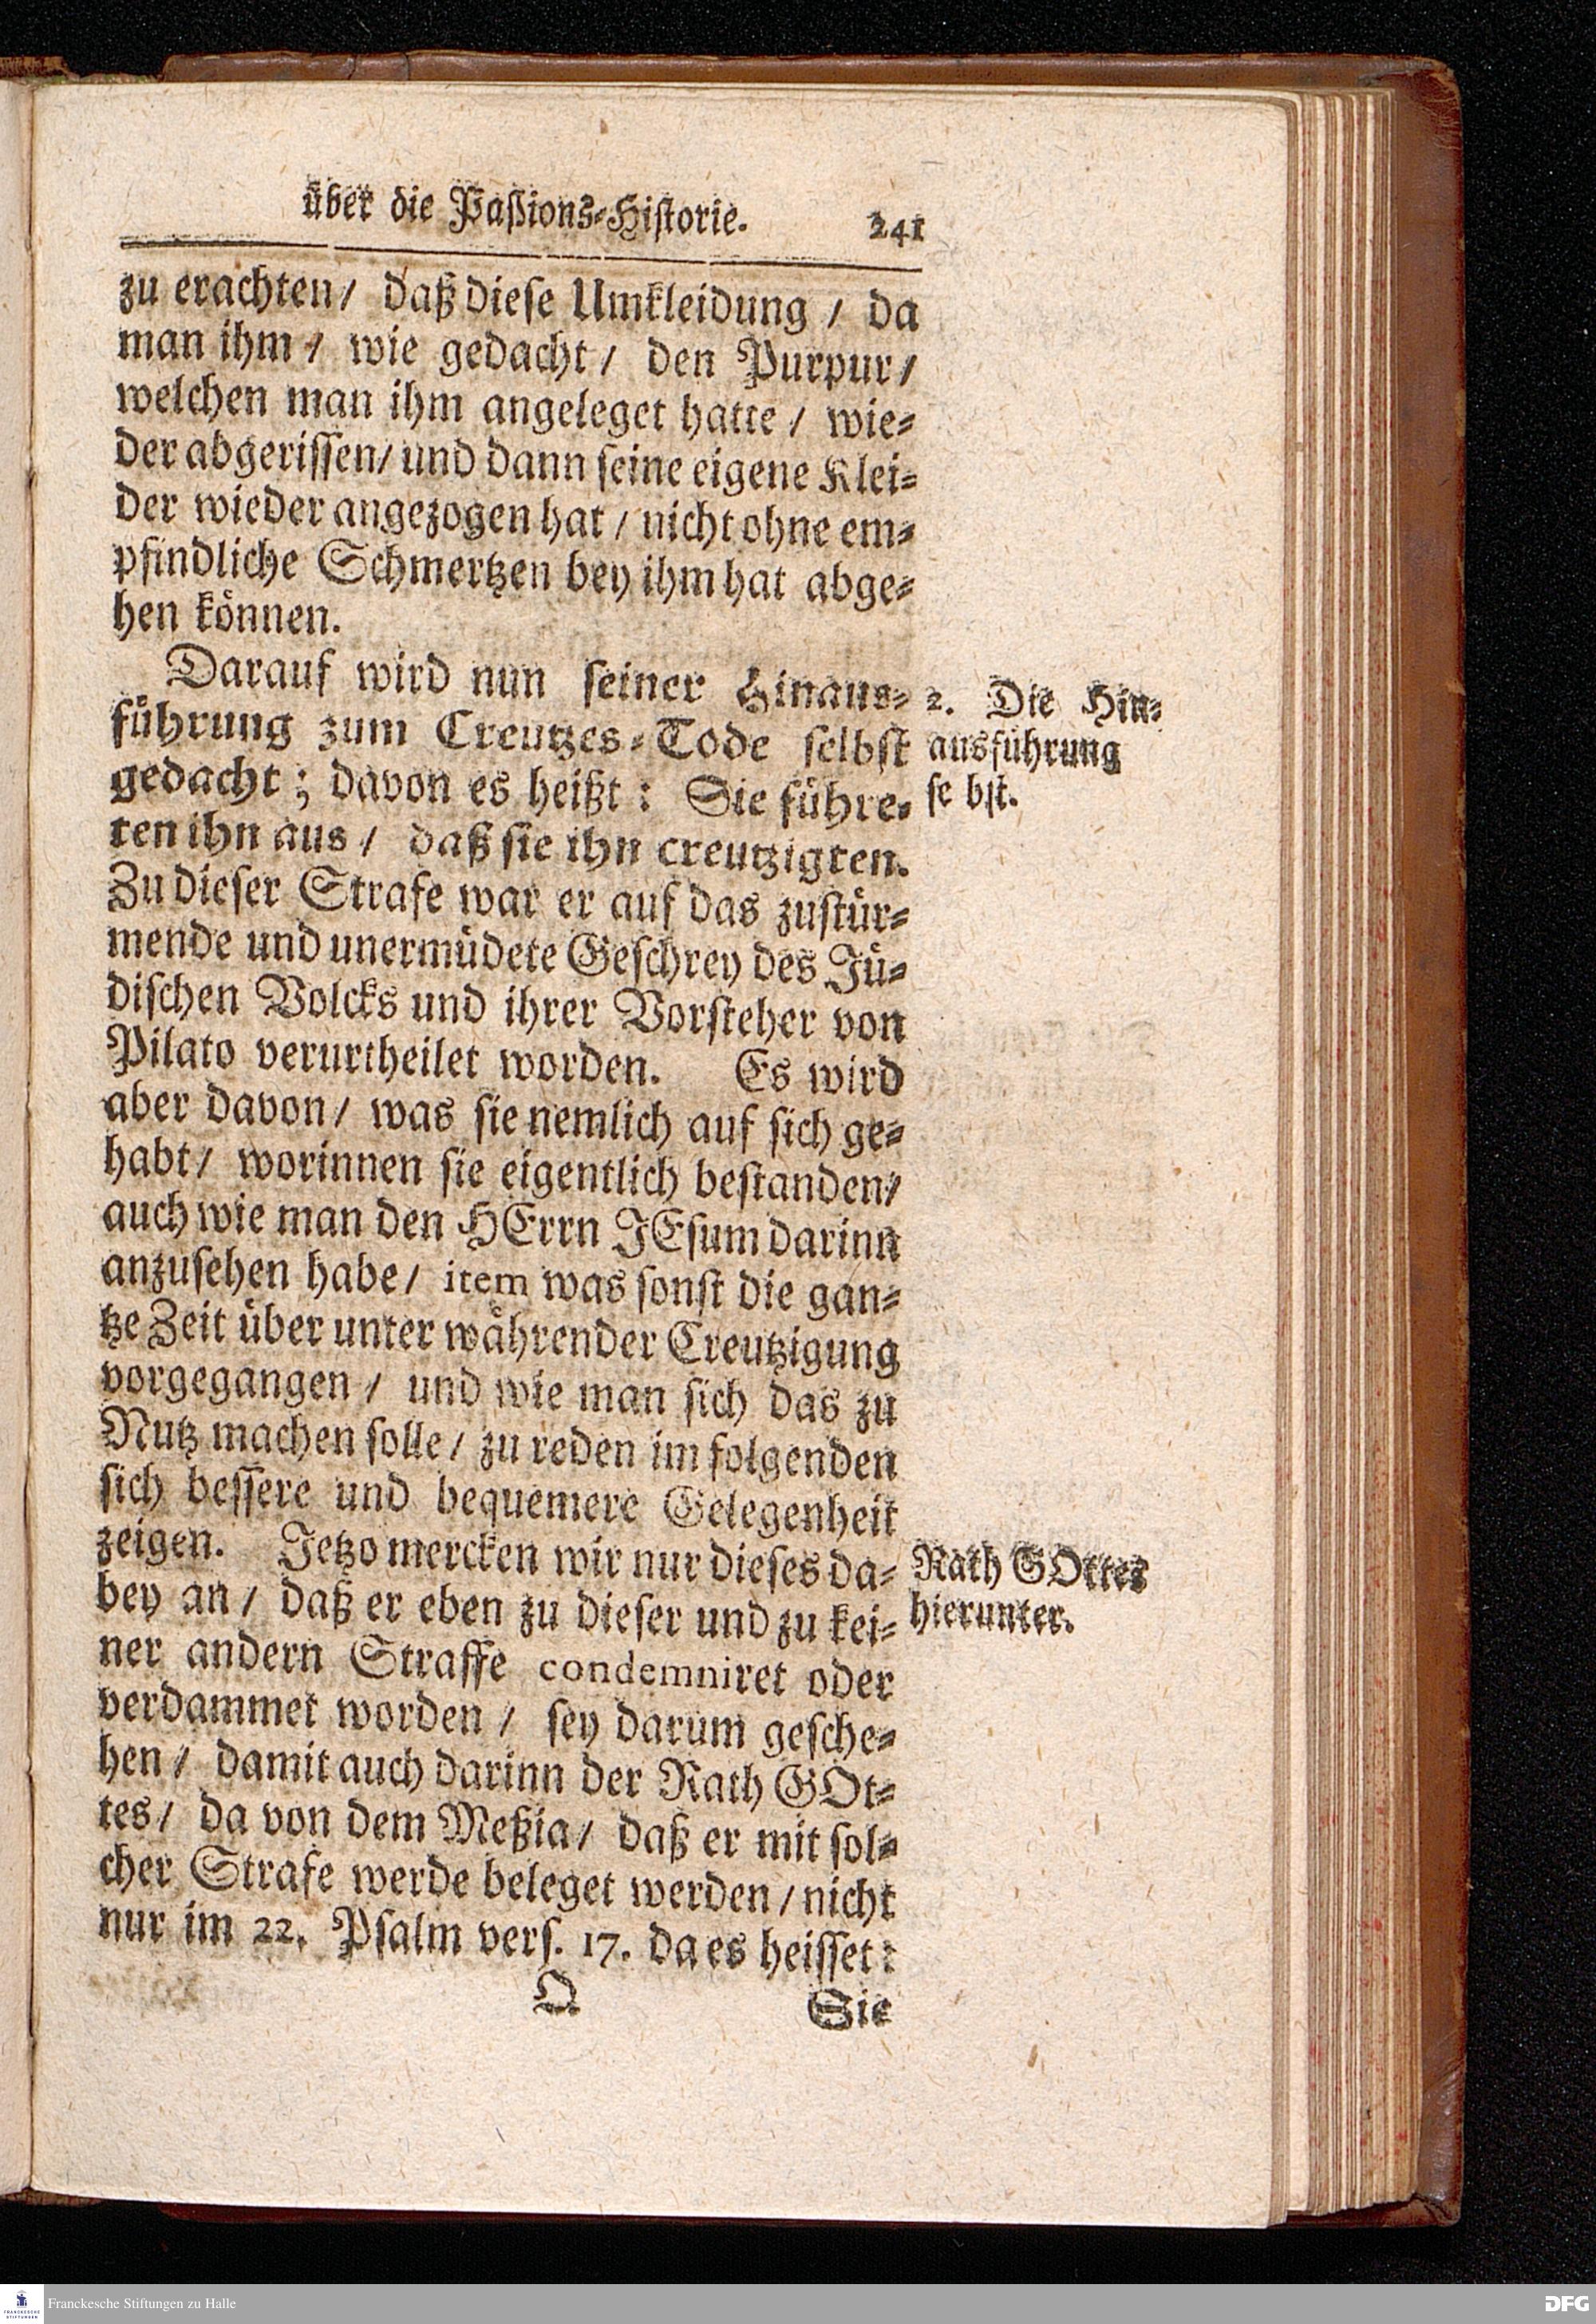 über die Paßions-Historie. 241
zu erachten / daß diese Umkleidung / da
man ihm / wie gedacht / den Purpur /
welchen man ihm angeleget hatte / wie-
der abgerissen / und dann seine eigene Klei-
der wieder angezogen hat / nicht ohne em-
pfindliche Schmertzen bey ihm hat abge-
hen können.
Darauf wird nun seiner Hinaus-
führung zum Creutzes-Tode selbst
gedacht; davon es heißt: Sie führe-
ten ihn aus / daß sie ihn creutzigten.
Zu dieser Strafe war er auf das zustür-
mende und unermüdete Geschrey des Jü-
dischen Volcks und ihrer Vorsteher von
Pilato verurtheilet worden. Es wird
aber davon / was sie nemlich auf sich ge-
habt / worinnen sie eigentlich bestanden /
auch wie man den HErrn JEsum darinn
anzusehen habe / item was sonst die gan-
tze Zeit über unter währender Creutzigung
vorgegangen / und wie man sich das zu
Nutz machen solle / zu reden im folgenden
sich bessere und bequemere Gelegenheit
zeigen. Jetzo mercken wir nur dieses da-
bey an / daß er eben zu dieser und zu kei-
ner andern Straffe condemniret oder
verdammet worden / sey darum gesche-
hen / damit auch darinn der Rath GOt-
tes / da von dem Meßia / daß er mit sol-
cher Strafe werde beleget werden / nicht
nur im 22. Psalm vers. 17. da es heisset:
Q Sie
2. Die Hin-
ausführung
se bst.
Rath GOttes
hierunter.
FRANCKESCHE
STIFTUNGEN
Franckesche Stiftungen zu Halle
DFG